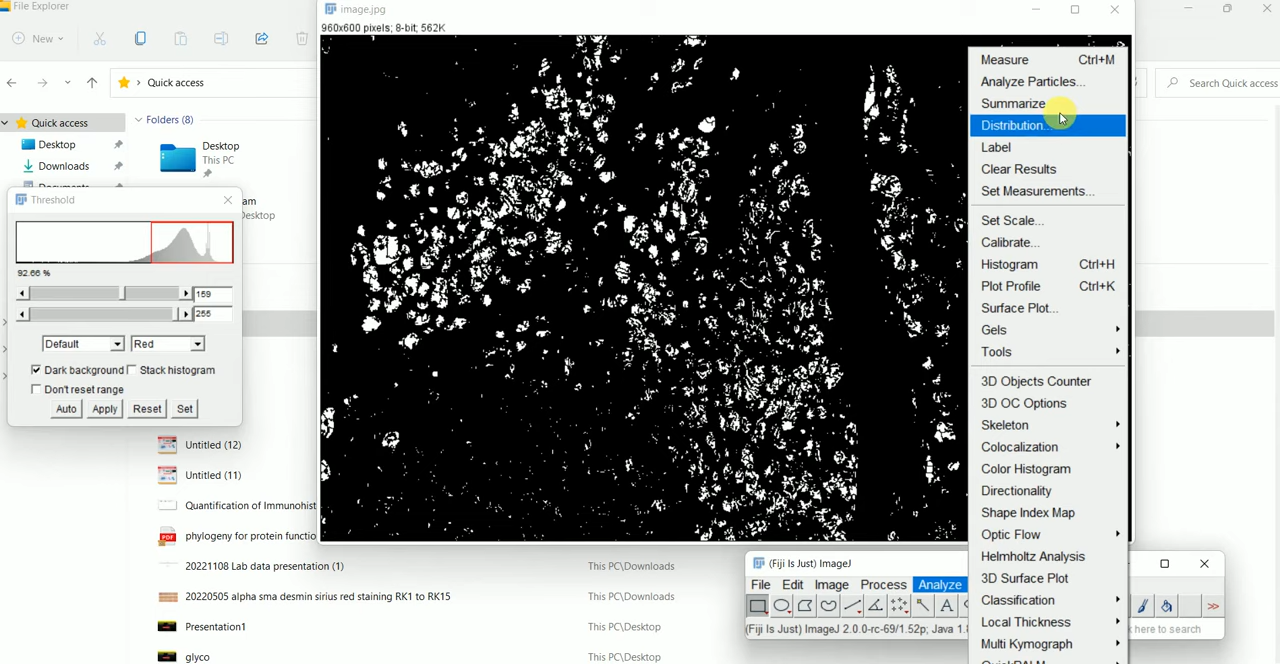 File Explorer
New
Quick access
Search Quick access
Quick access
Desktop
Downloads
Folders (8)
Desktop
This PC
Desktop
image.jpg
960x600 pixels; 8-bit; 562K
Threshold
92.66 %
159
255
Default
Red
Dark background
Stack histogram
Don't reset range
Auto
Apply
Reset
Set
Untitled (12)
Untitled (11)
Quantification of Immunohist
phylogeny for protein functio
20221108 Lab data presentation (1)
This PC\Downloads
20220505 alpha sma desmin sirius red staining RK1 to RK15
This PC\Downloads
Presentation1
This PC\Desktop
glyco
This PC\Desktop
Measure Ctrl+M
Analyze Particles...
Summarize
Distribution...
Label
Clear Results
Set Measurements...
Set Scale...
Calibrate...
Histogram Ctrl+H
Plot Profile Ctrl+K
Surface Plot...
Gels
Tools
3D Objects Counter
3D OC Options
Skeleton
Colocalization
Color Histogram
Directionality
Shape Index Map
Optic Flow
Helmholtz Analysis
3D Surface Plot
Classification
Local Thickness
Multi Kymograph
(Fiji Is Just) ImageJ
File Edit Image Process Analyze
(Fiji Is Just) ImageJ 2.0.0-rc-69/1.52p; Java 1.8
here to search